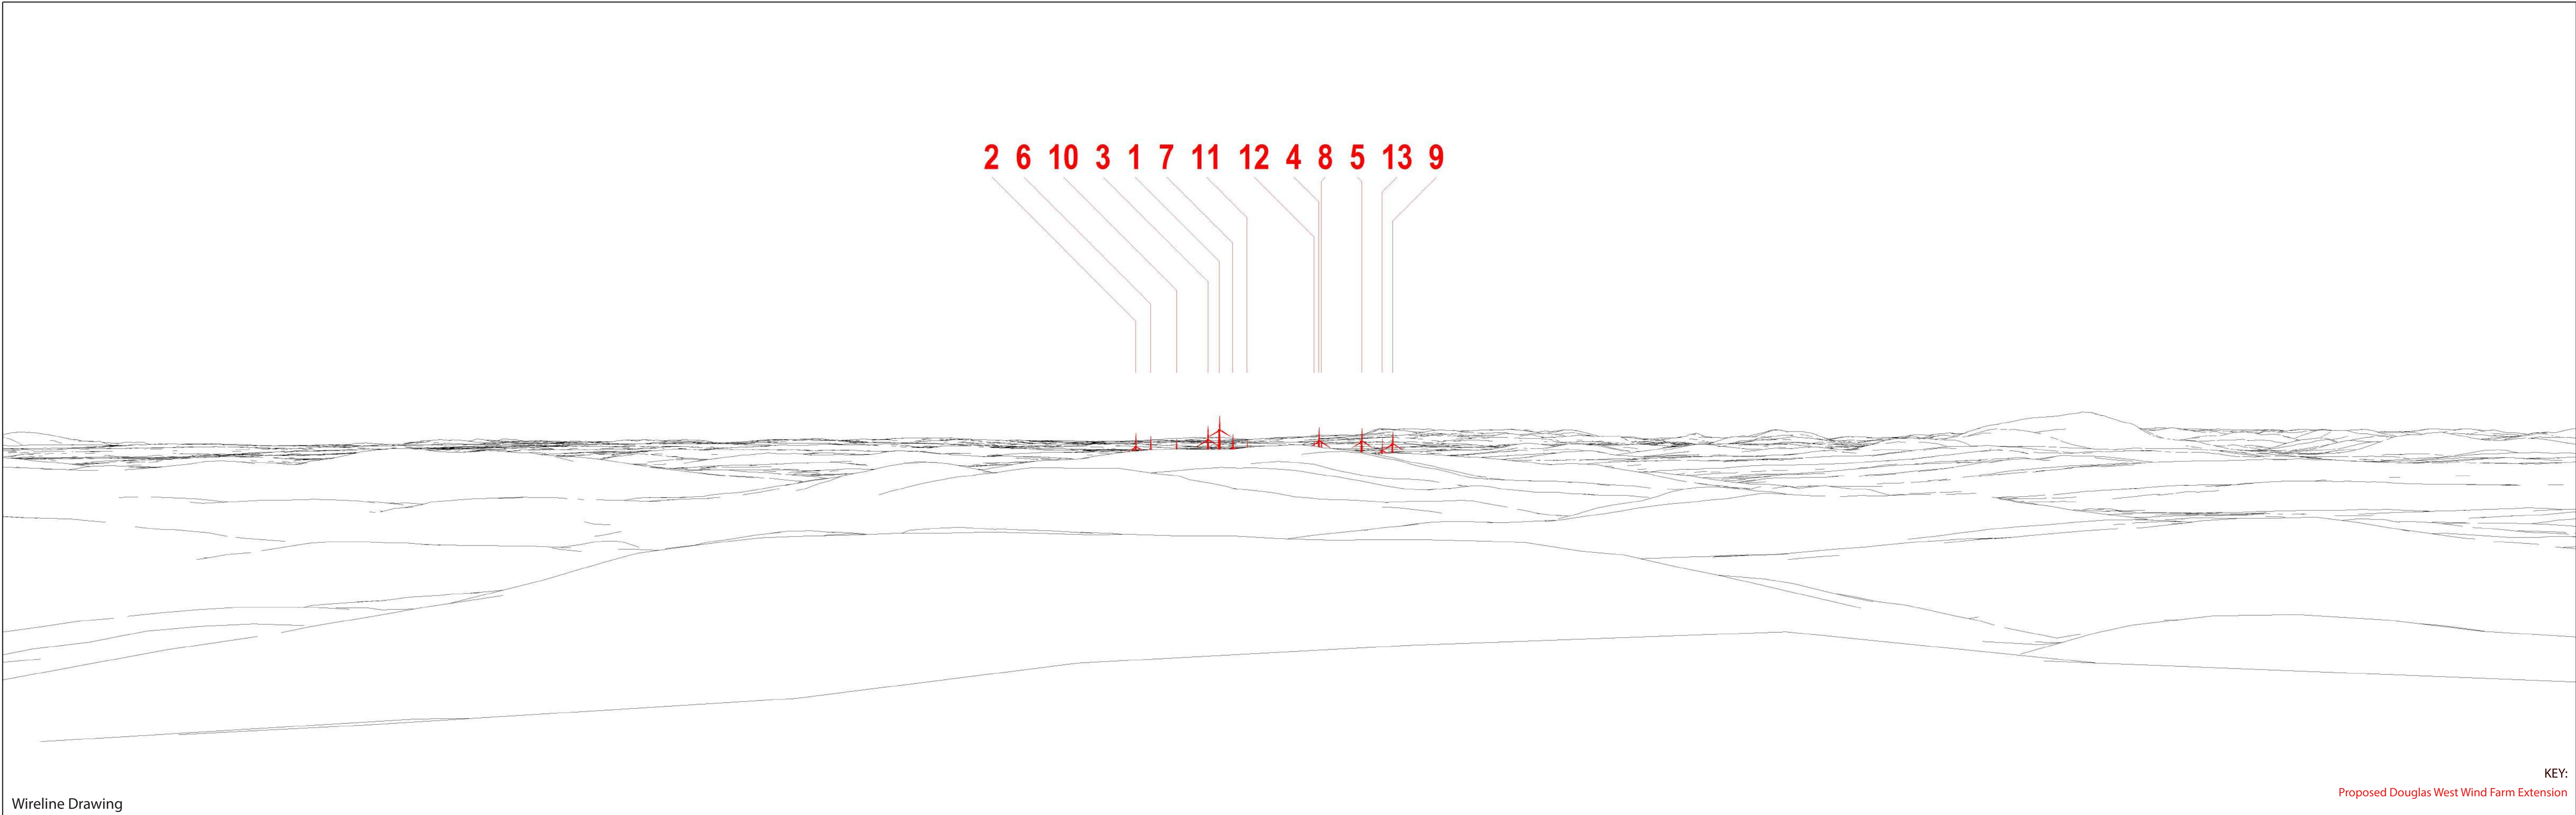 2 6 10 3 1 7 11 12 4 8 5 13 9
KEY:
Proposed Douglas West Wind Farm Extension
Wireline Drawing